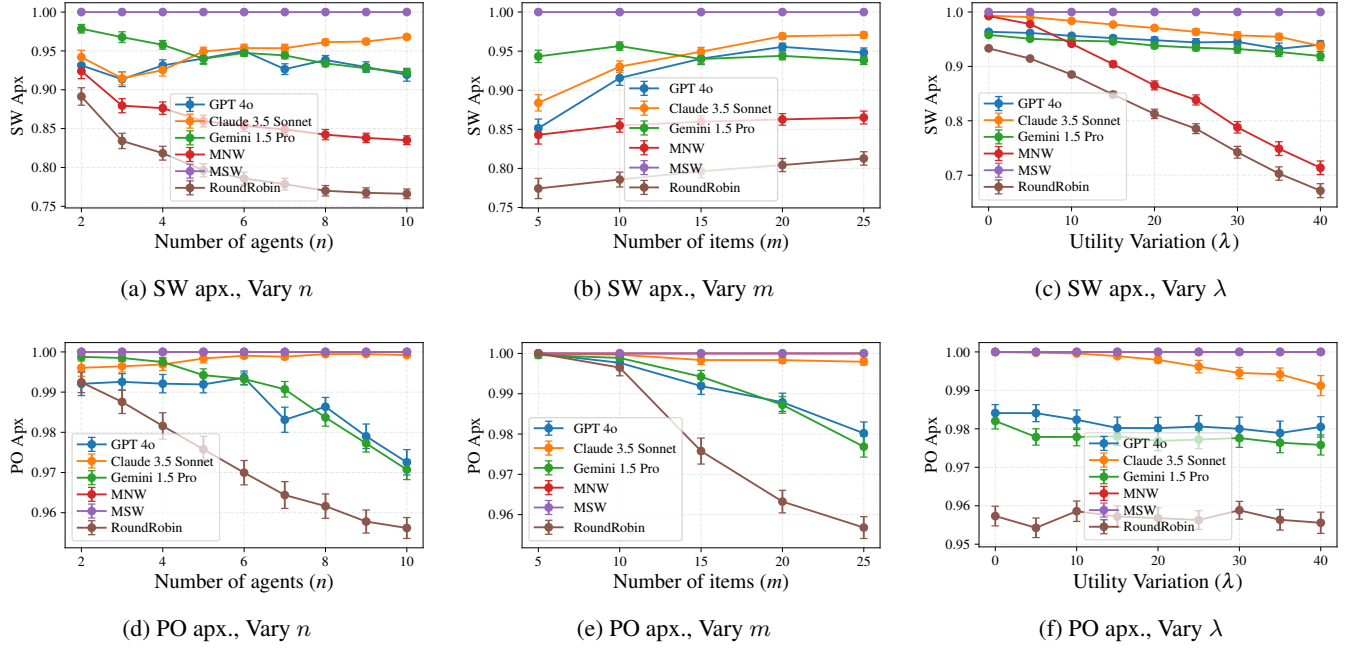 1.00
0.95
0.90
0.85
0.80
0.75
SW Apx
GPT 4o
Claude 3.5 Sonnet
Gemini 1.5 Pro
MNW
MSW
RoundRobin
2 4 6 8 10
Number of agents (n)
(a) SW apx., Vary n
1.00
0.95
0.90
0.85
0.80
0.75
SW Apx
GPT 4o
Claude 3.5 Sonnet
Gemini 1.5 Pro
MNW
MSW
RoundRobin
5 10 15 20 25
Number of items (m)
(b) SW apx., Vary m
1.0
0.9
0.8
0.7
SW Apx
GPT 4o
Claude 3.5 Sonnet
Gemini 1.5 Pro
MNW
MSW
RoundRobin
0 10 20 30 40
Utility Variation (λ)
(c) SW apx., Vary λ
1.00
0.99
0.98
0.97
0.96
PO Apx
GPT 4o
Claude 3.5 Sonnet
Gemini 1.5 Pro
MNW
MSW
RoundRobin
2 4 6 8 10
Number of agents (n)
(d) PO apx., Vary n
1.00
0.99
0.98
0.97
0.96
PO Apx
GPT 4o
Claude 3.5 Sonnet
Gemini 1.5 Pro
MNW
MSW
RoundRobin
5 10 15 20 25
Number of items (m)
(e) PO apx., Vary m
1.00
0.99
0.98
0.97
0.96
0.95
PO Apx
GPT 4o
Claude 3.5 Sonnet
Gemini 1.5 Pro
MNW
MSW
RoundRobin
0 10 20 30 40
Utility Variation (λ)
(f) PO apx., Vary λ